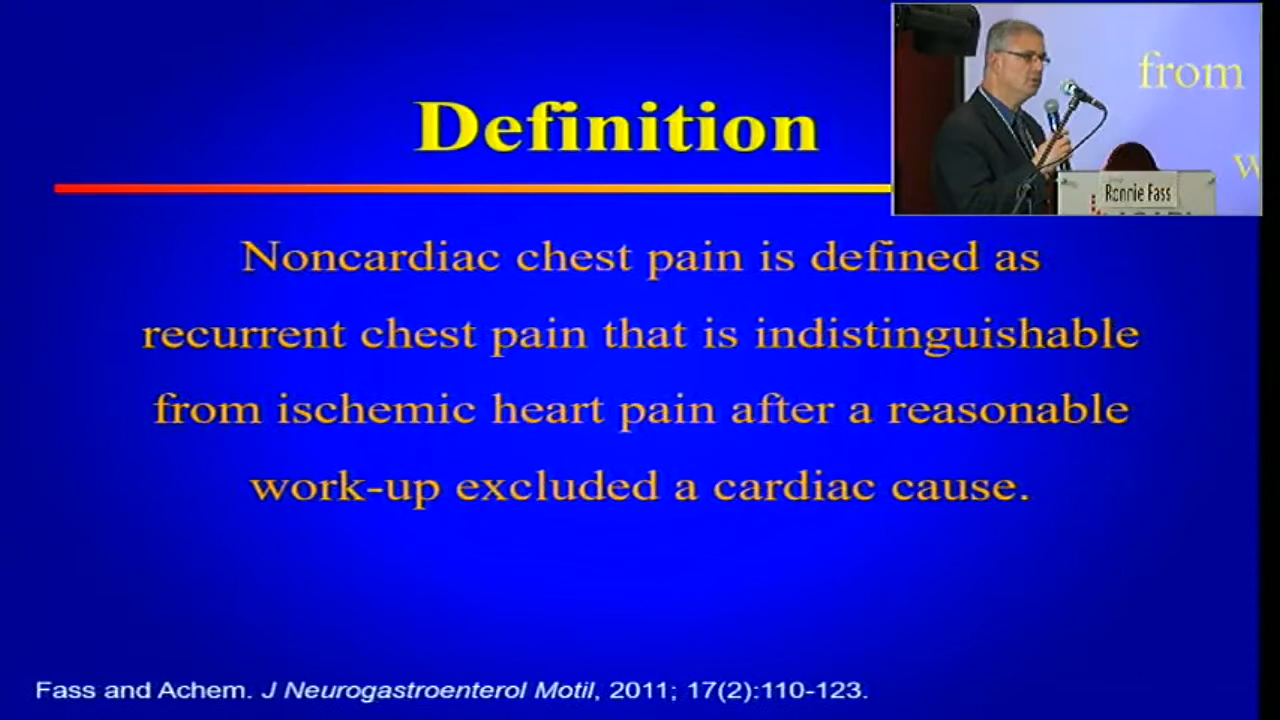 Definition
from
w
Ronnie Fass
Noncardiac chest pain is defined as
recurrent chest pain that is indistinguishable
from ischemic heart pain after a reasonable
work-up excluded a cardiac cause.
Fass and Achem. J Neurogastroenterol Motil, 2011; 17(2):110-123.